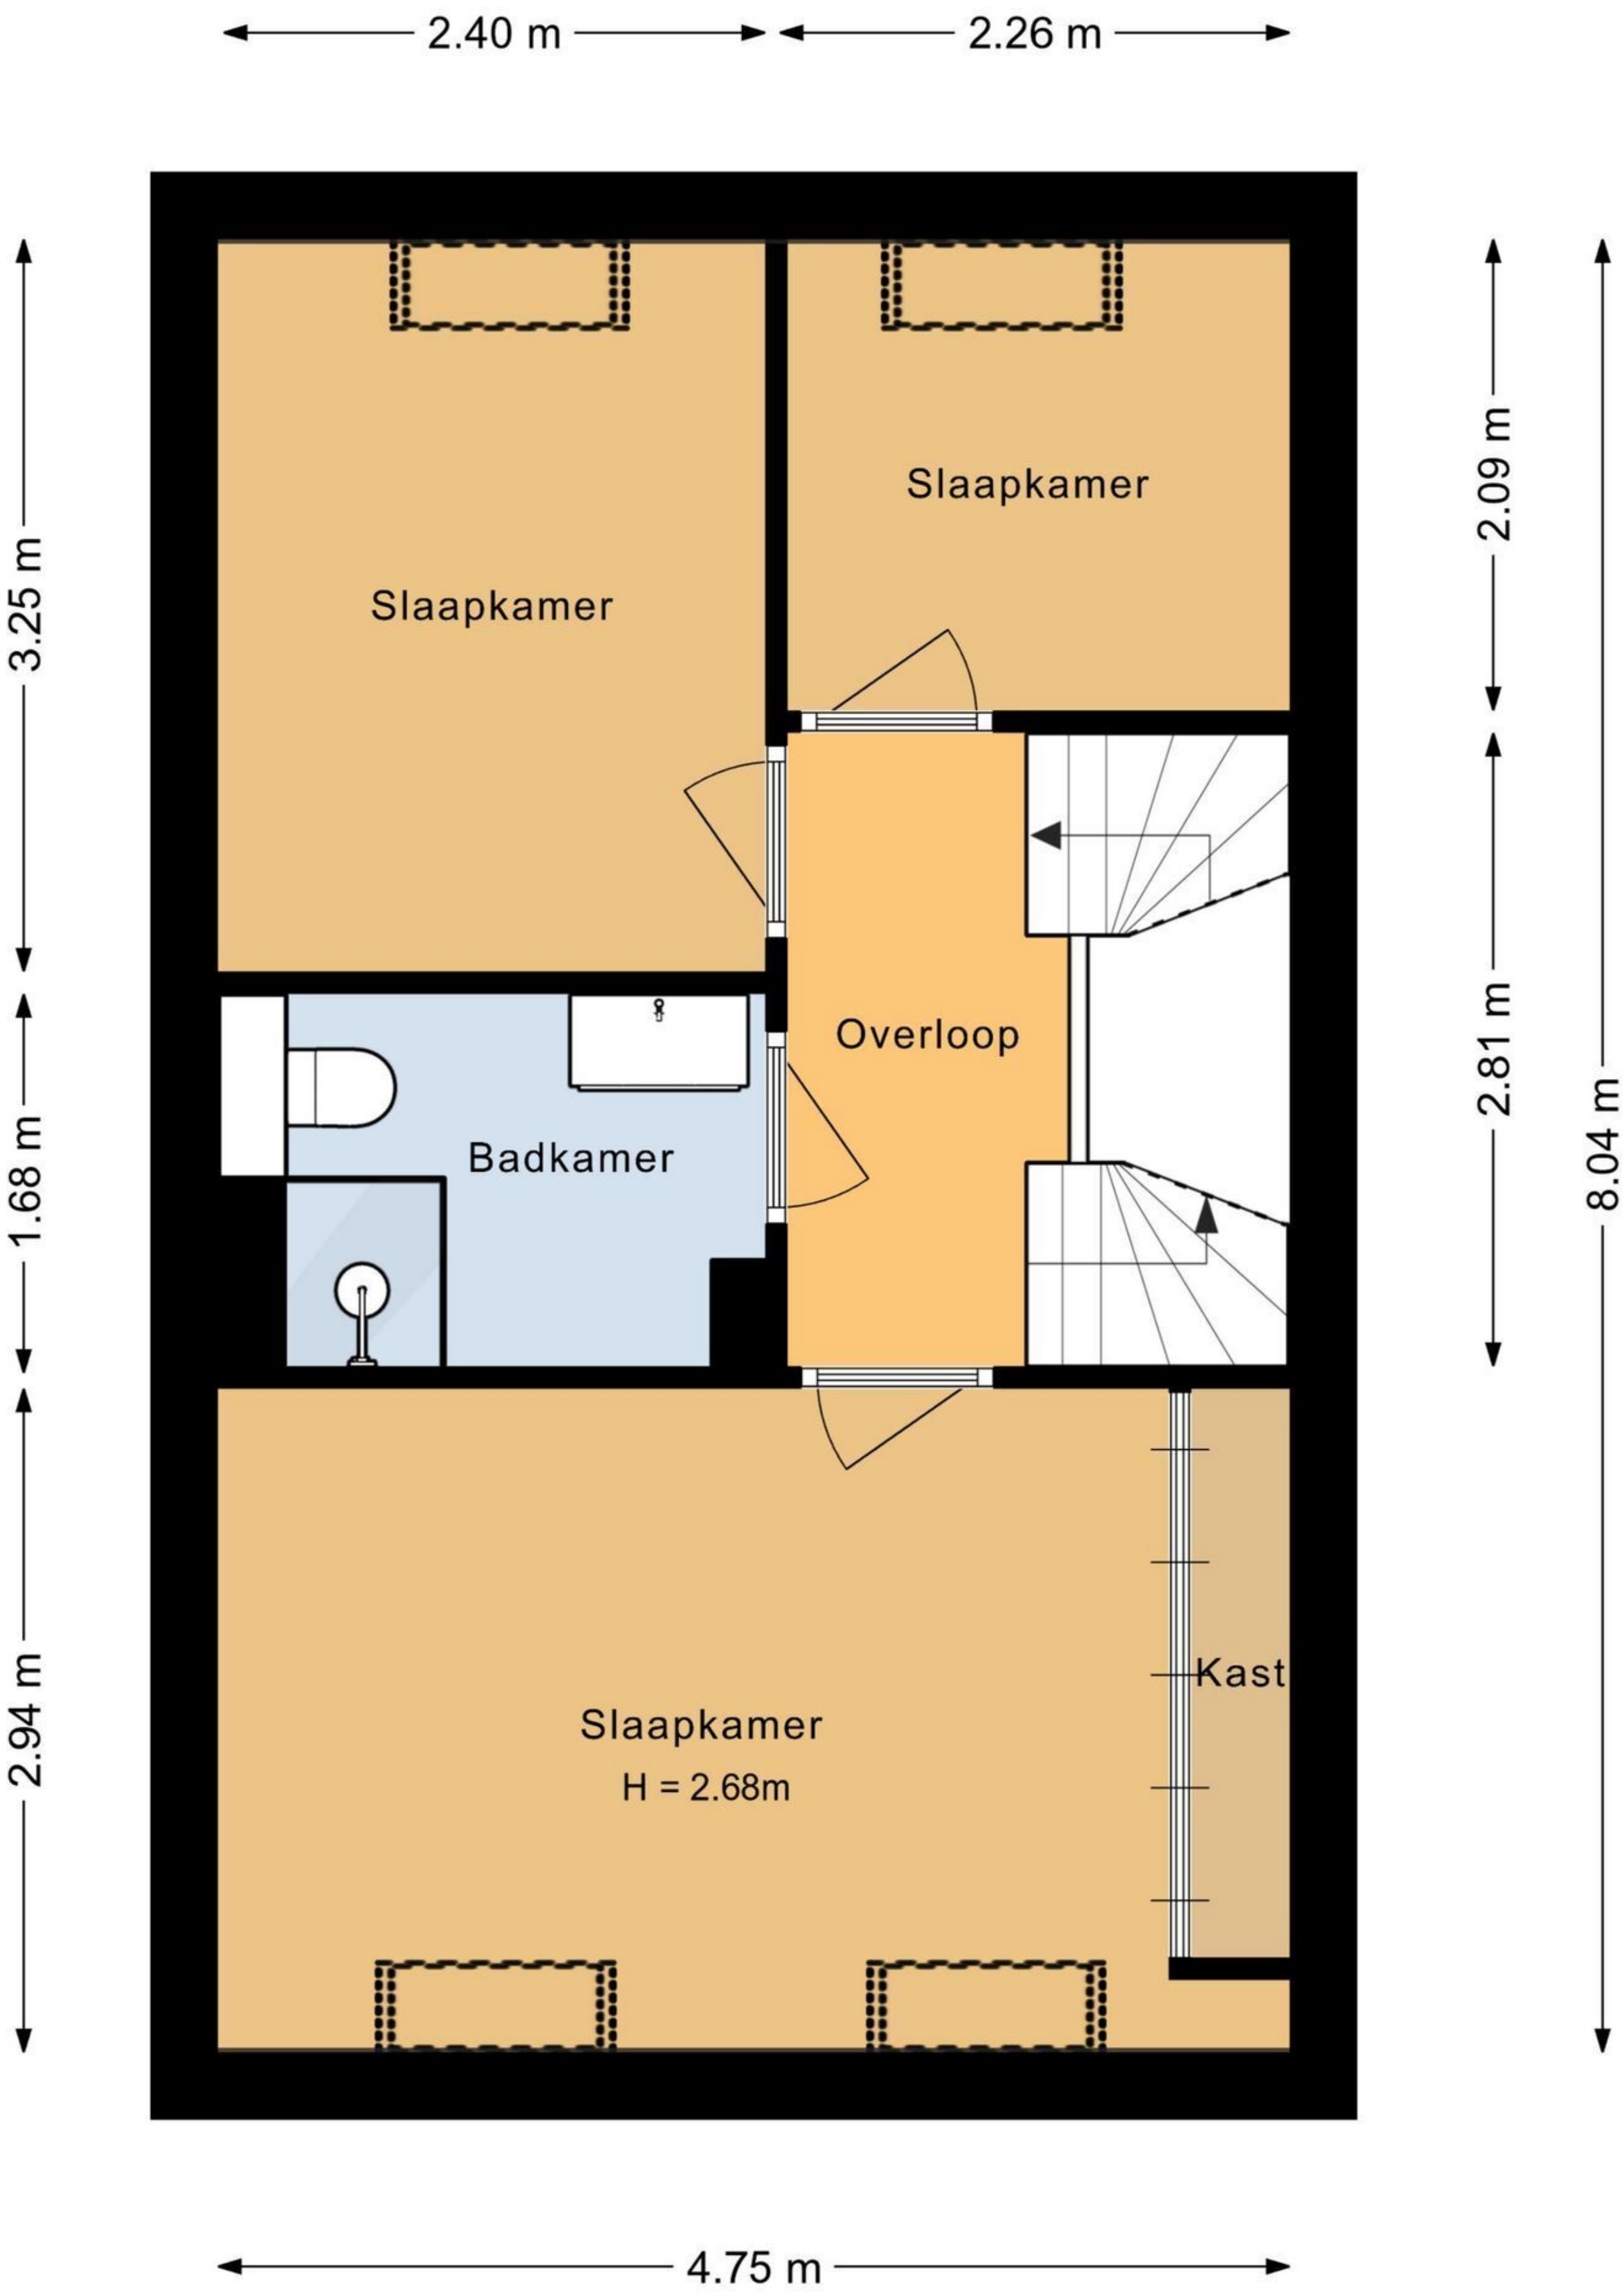 2.40 m
2.26 m
3.25 m
2.09 m
Slaapkamer
Slaapkamer
Overloop
2.81 m
8.04 m
1.68 m
Badkamer
2.94 m
Kast
Slaapkamer
H = 2.68m
4.75 m